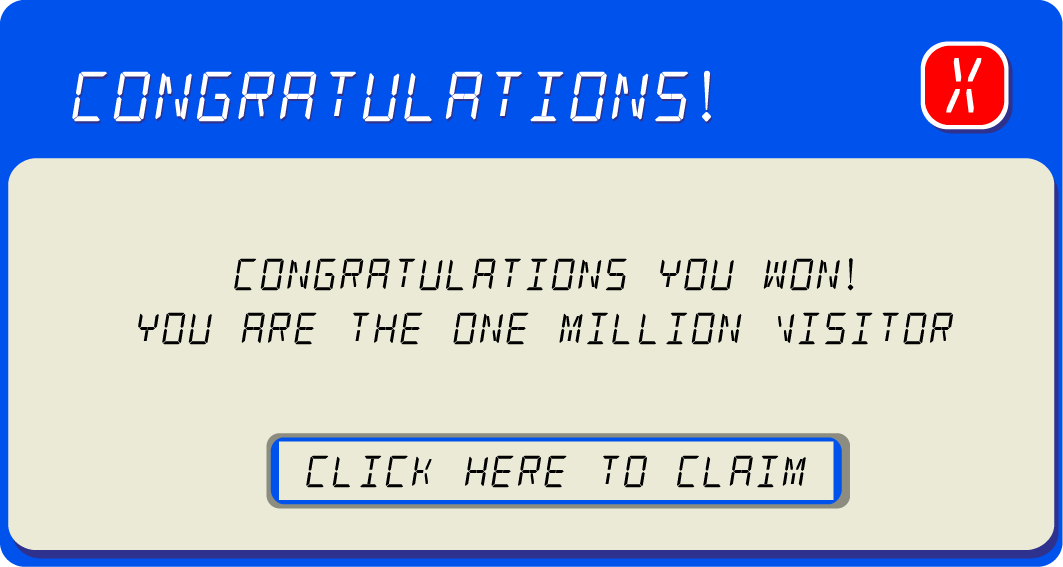 CONGRATULATIONS!
X
CONGRATULATIONS YOU WON!
YOU ARE THE ONE MILLION VISITOR
CLICK HERE TO CLAIM